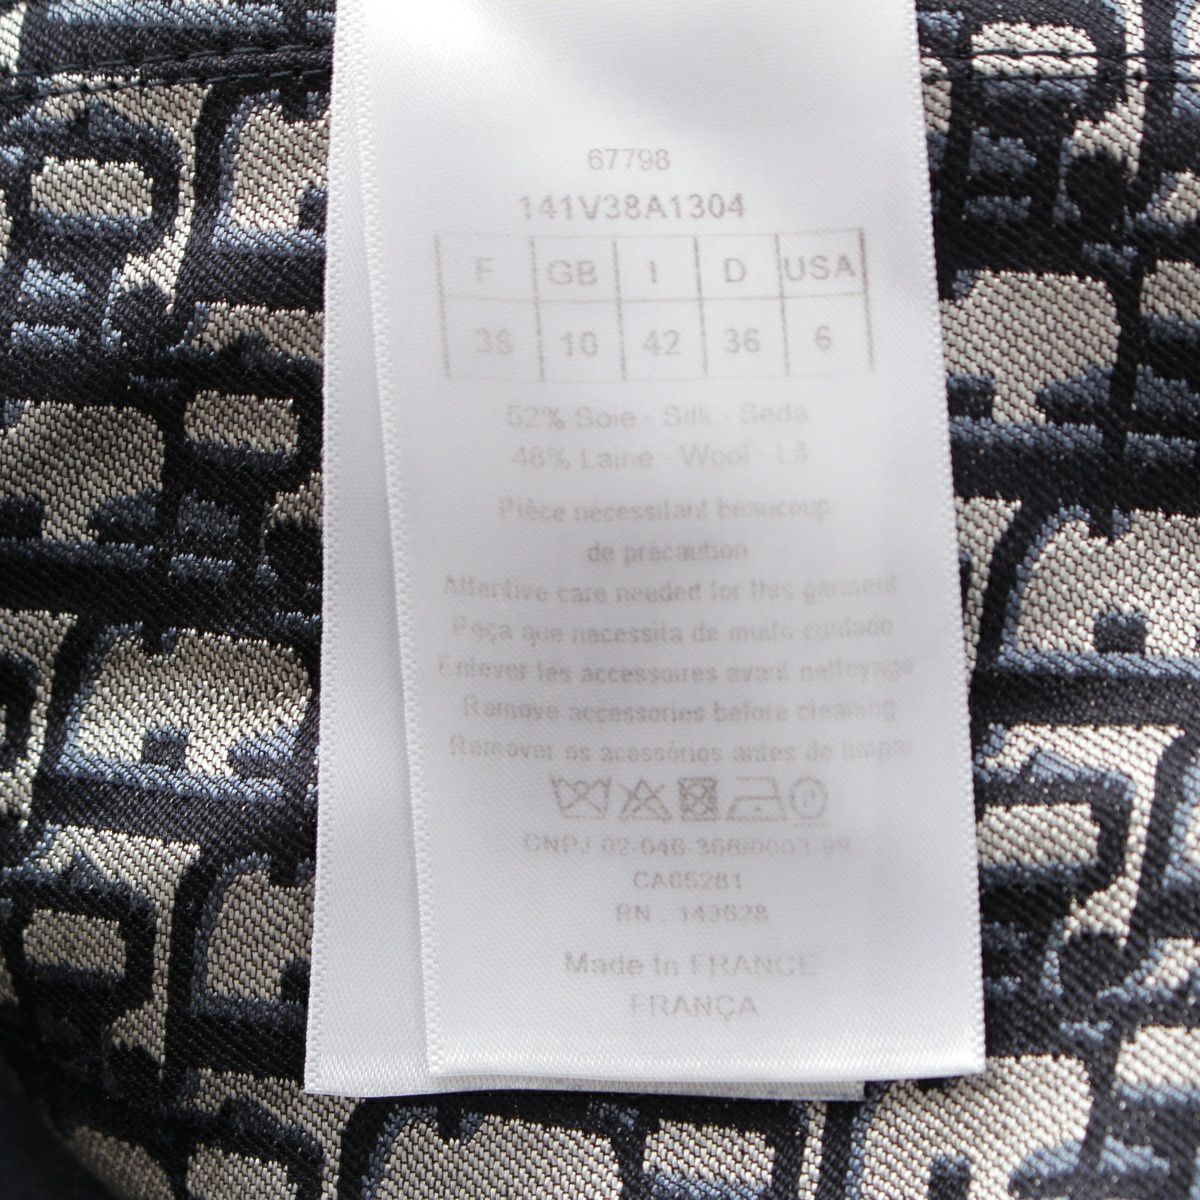 67798
141V38A1304
F GB I D USA
38 10 42 36 6
52% Soie - Silk - Seda
48% Laine - Wool - Lã
Pièce nécessitant beaucoup
de précaution
Attentive care needed for this garment
Peça que necessita de muito cuidado
Enlever les accessoires avant nettoyage
Remove accessories before cleaning
Remover os acessórios antes de limpar
CNPJ 02-046-368/0003-99
CA65281
RN : 143628
Made In FRANCE
FRANÇA